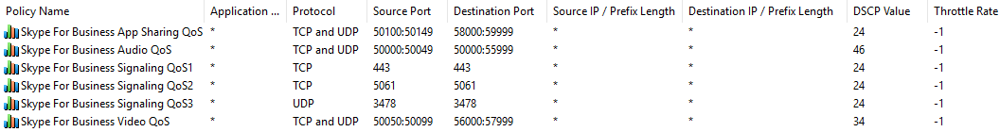 Policy Name Application ... Protocol Source Port Destination Port Source IP / Prefix Length Destination IP / Prefix Length DSCP Value Throttle Rate
Skype For Business App Sharing QoS * TCP and UDP 50100:50149 58000:59999 * * 24 -1
Skype For Business Audio QoS * TCP and UDP 50000:50049 50000:55999 * * 46 -1
Skype For Business Signaling QoS1 * TCP 443 443 * * 24 -1
Skype For Business Signaling QoS2 * TCP 5061 5061 * * 24 -1
Skype For Business Signaling QoS3 * UDP 3478 3478 * * 24 -1
Skype For Business Video QoS * TCP and UDP 50050:50099 56000:57999 * * 34 -1